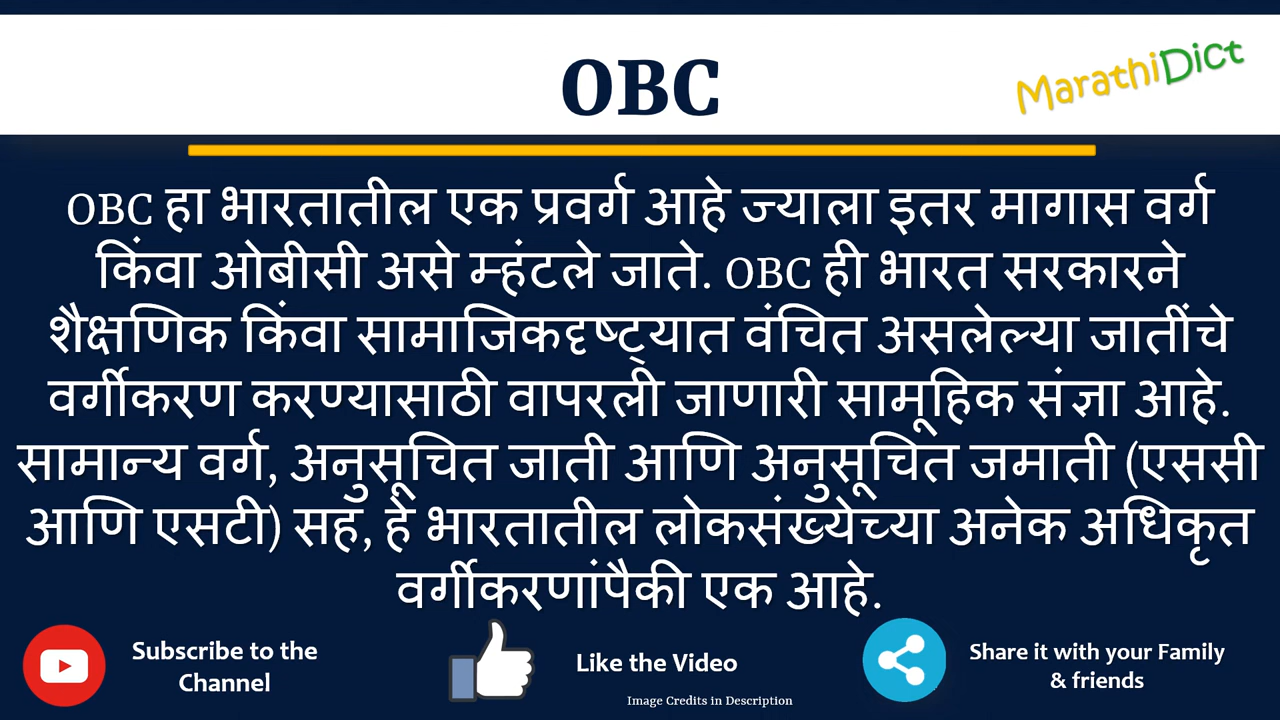 OBC
MarathiDict
OBC हा भारतातील एक प्रवर्ग आहे ज्याला इतर मागास वर्ग
किंवा ओबीसी असे म्हंटले जाते. OBC ही भारत सरकारने
शैक्षणिक किंवा सामाजिकदृष्ट्यात वंचित असलेल्या जातींचे
वर्गीकरण करण्यासाठी वापरली जाणारी सामूहिक संज्ञा आहे.
सामान्य वर्ग, अनुसूचित जाती आणि अनुसूचित जमाती (एससी
आणि एसटी) सह, हे भारतातील लोकसंख्येच्या अनेक अधिकृत
वर्गीकरणांपैकी एक आहे.
Subscribe to the
Channel
Like the Video
Image Credits in Description
Share it with your Family
& friends